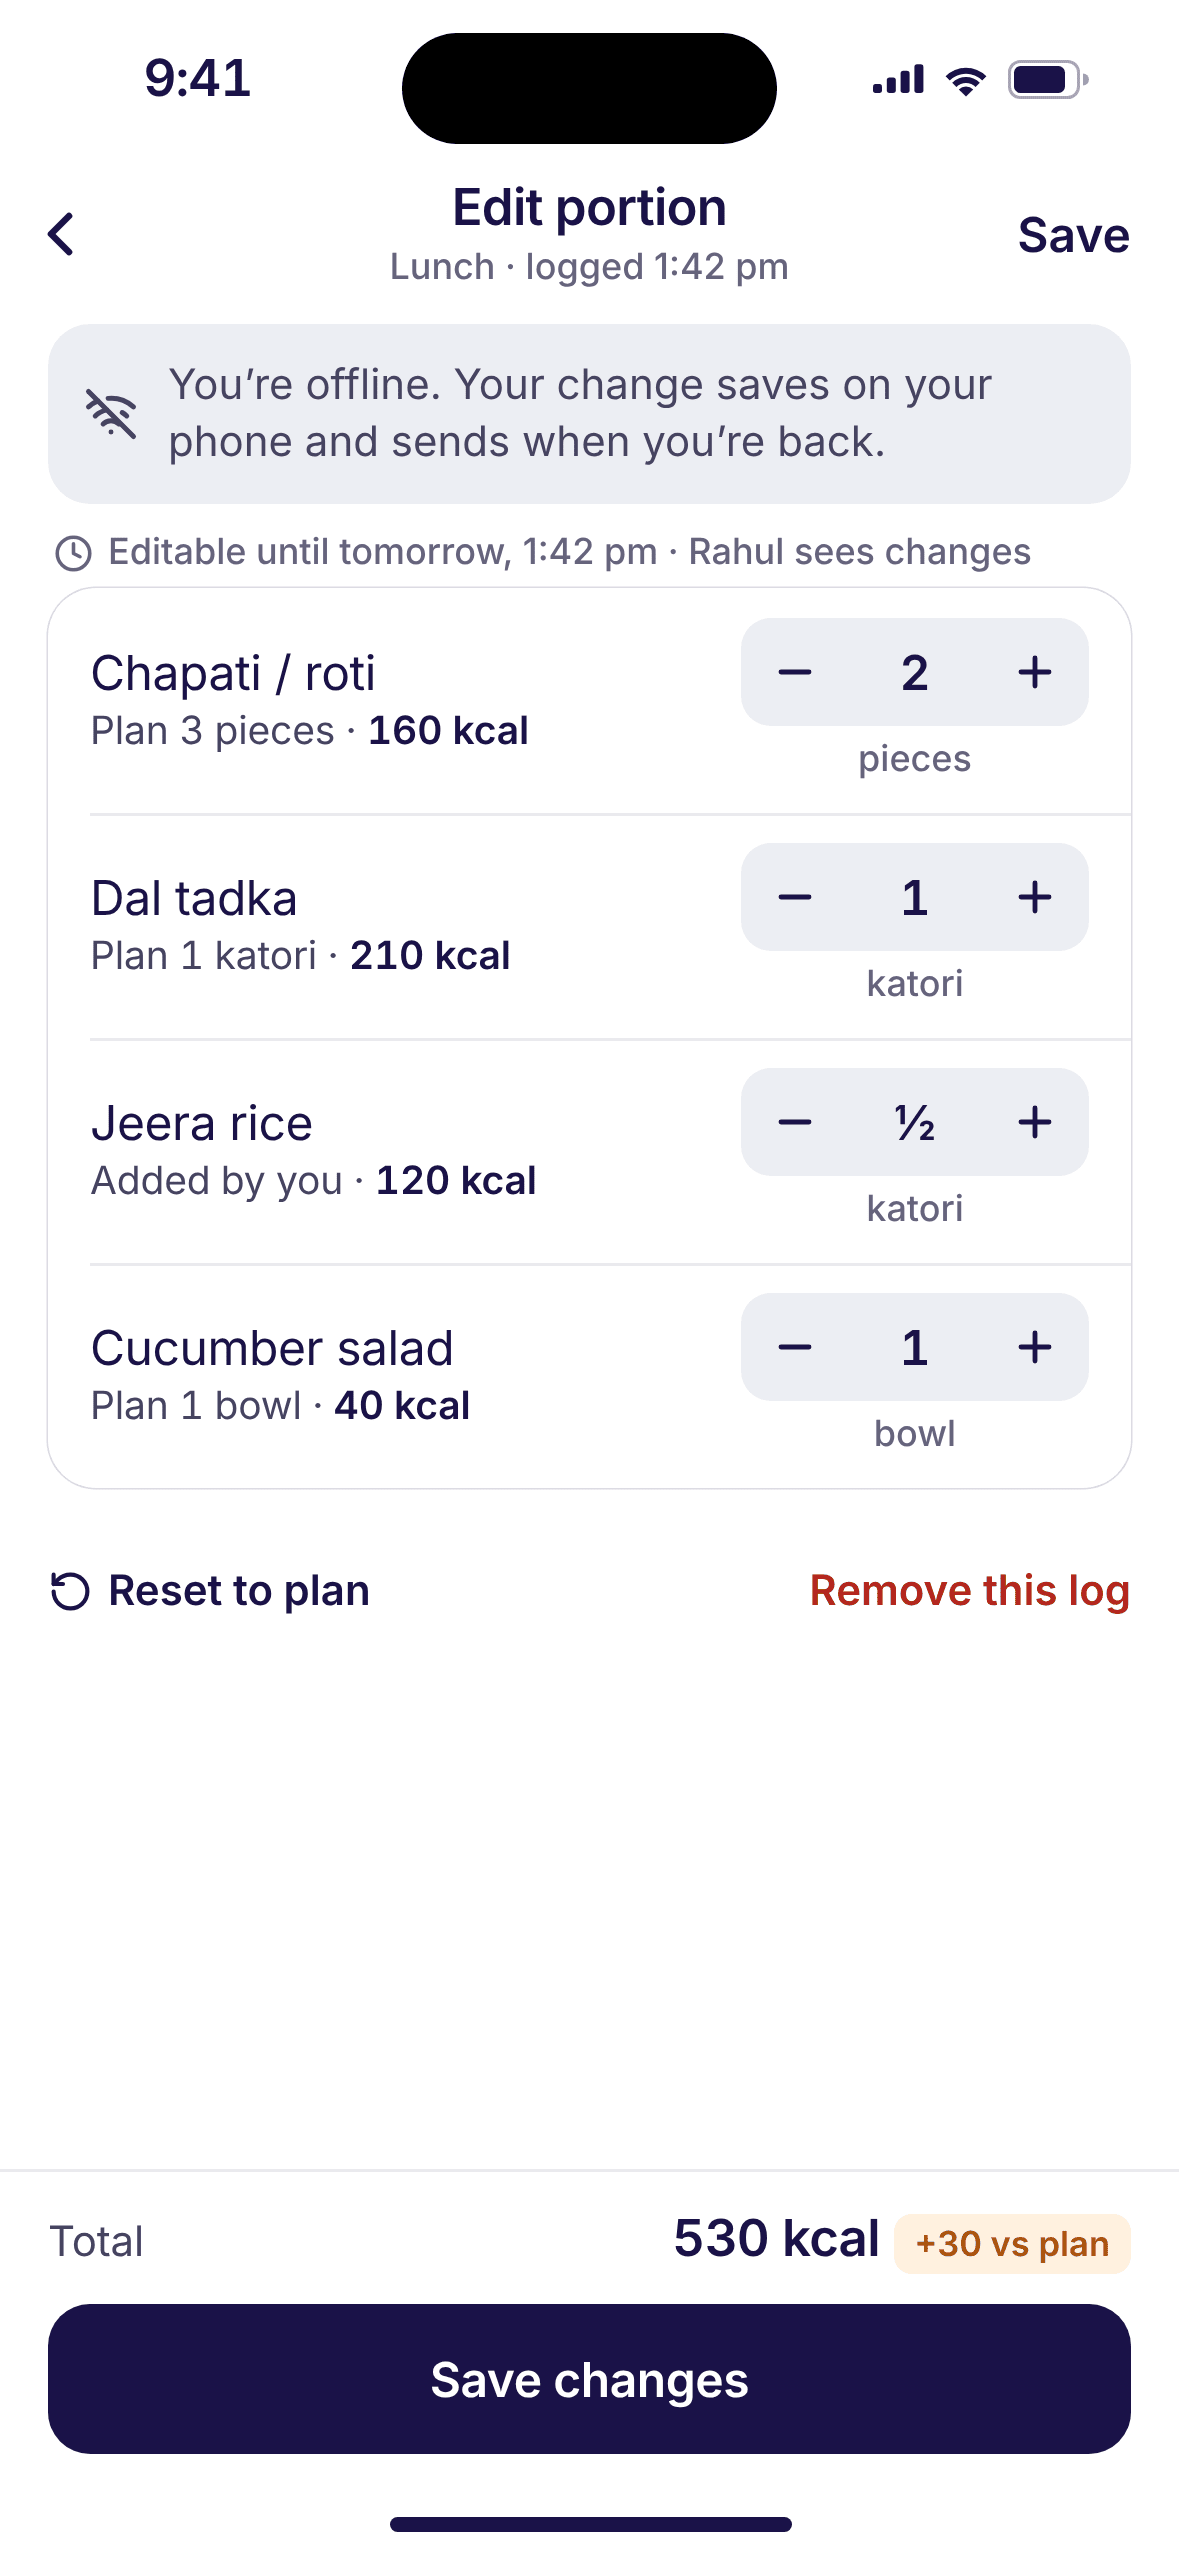 9:41
Edit portion
Save
Lunch · logged 1:42 pm
You’re offline. Your change saves on your
phone and sends when you’re back.
Editable until tomorrow, 1:42 pm · Rahul sees changes
Chapati / roti
2
Plan 3 pieces · 160 kcal
pieces
Dal tadka
1
Plan 1 katori · 210 kcal
katori
Jeera rice
½
Added by you · 120 kcal
katori
Cucumber salad
1
Plan 1 bowl · 40 kcal
bowl
Reset to plan
Remove this log
Total
530 kcal
+30 vs plan
Save changes